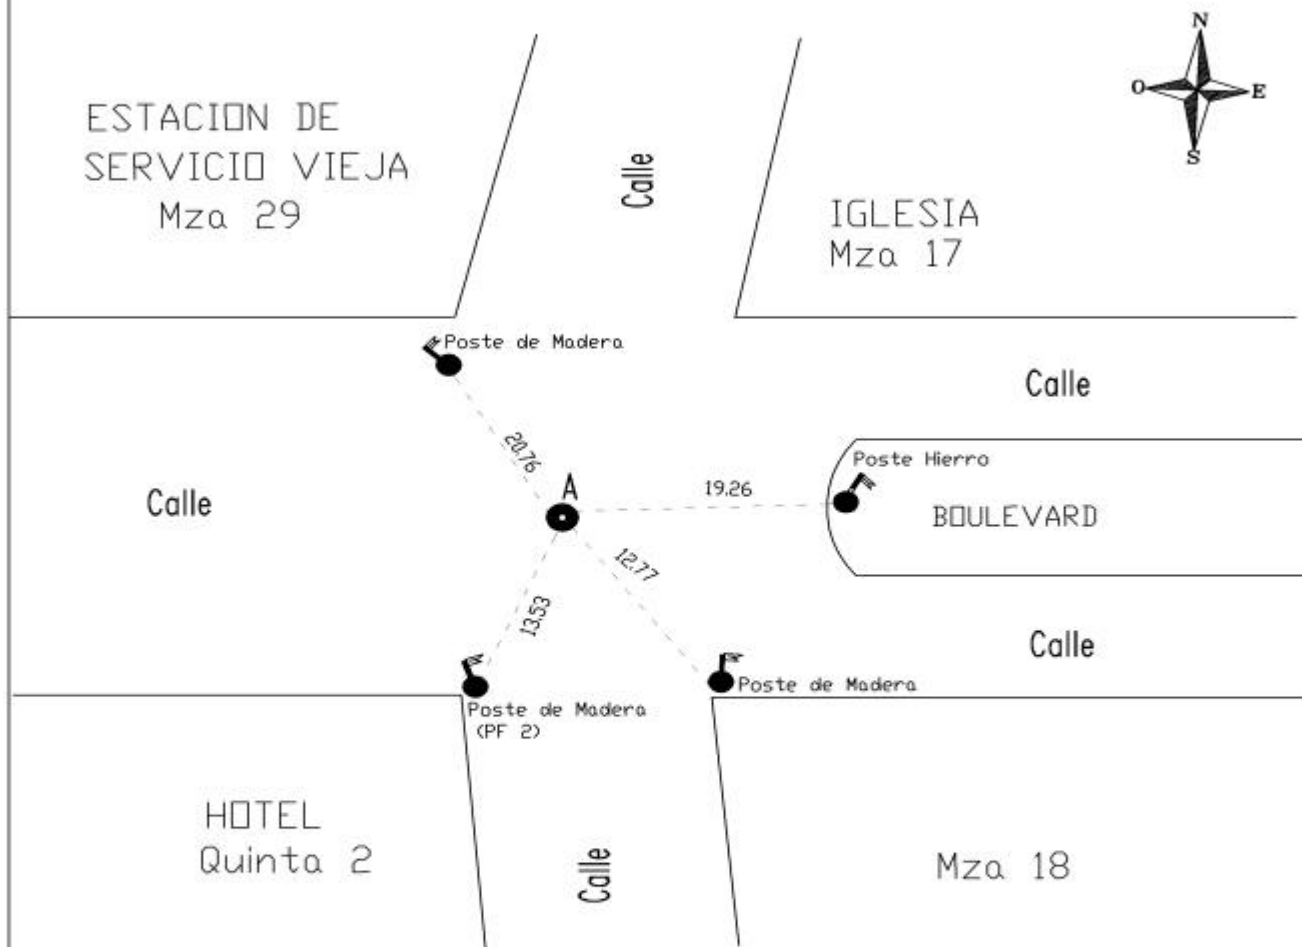 N
O
E
S
ESTACION DE
SERVICIO VIEJA
Mza 29
Calle
IGLESIA
Mza 17
Poste de Madera
Calle
20.76
A
19.26
Poste Hierro
Calle
BOULEVARD
12.77
13.53
Calle
Poste de Madera
Poste de Madera
(PF 2)
HOTEL
Quinta 2
Calle
Mza 18